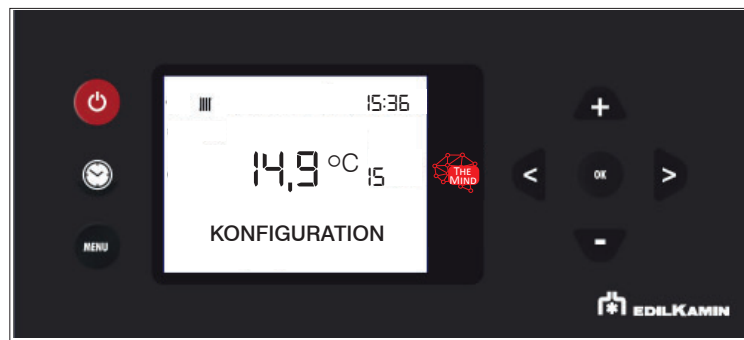 15:36
14,9 °C 15
THE
MIND
KONFIGURATION
OK
MENU
EDILKAMIN